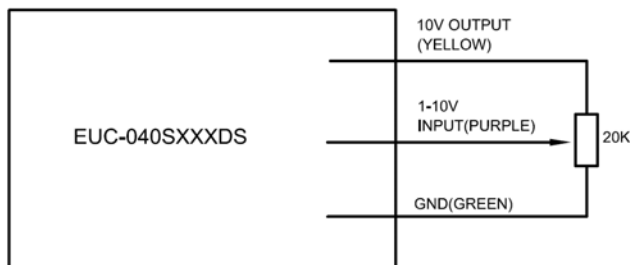 10V OUTPUT
(YELLOW)
1-10V
INPUT(PURPLE)
EUC-040SXXXDS
20K
GND(GREEN)